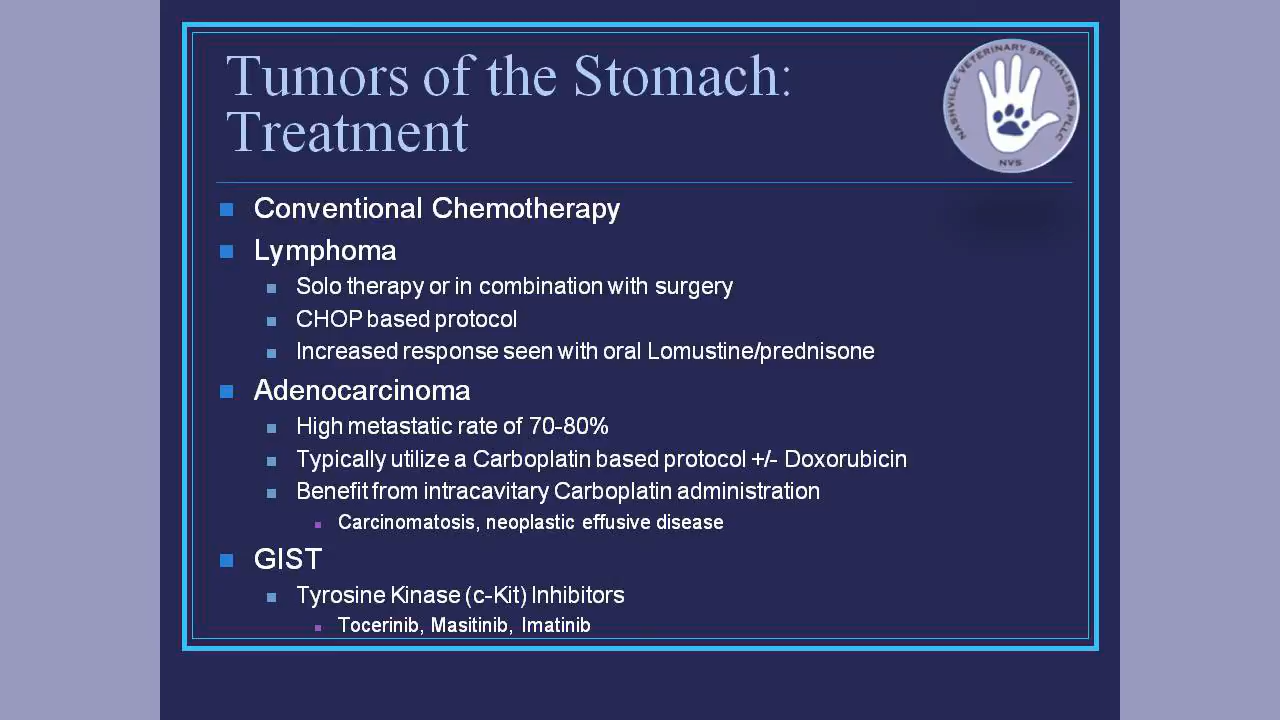 Tumors of the Stomach:
Treatment
NASHVILLE VETERINARY SPECIALISTS, PLLC
NVS
Conventional Chemotherapy
Lymphoma
Solo therapy or in combination with surgery
CHOP based protocol
Increased response seen with oral Lomustine/prednisone
Adenocarcinoma
High metastatic rate of 70-80%
Typically utilize a Carboplatin based protocol +/- Doxorubicin
Benefit from intracavitary Carboplatin administration
Carcinomatosis, neoplastic effusive disease
GIST
Tyrosine Kinase (c-Kit) Inhibitors
Tocerinib, Masitinib, Imatinib